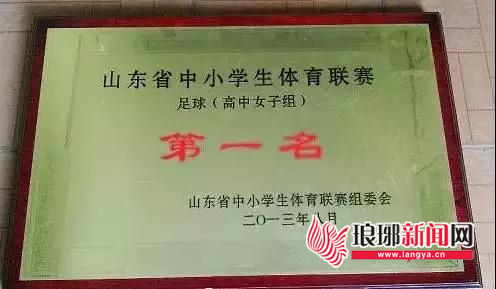 山东省中小学生体育联赛
足球（高中女子组）
第一名
山东省中小学生体育联赛组委会
二〇一三年八月
琅琊新闻网
www.langya.cn